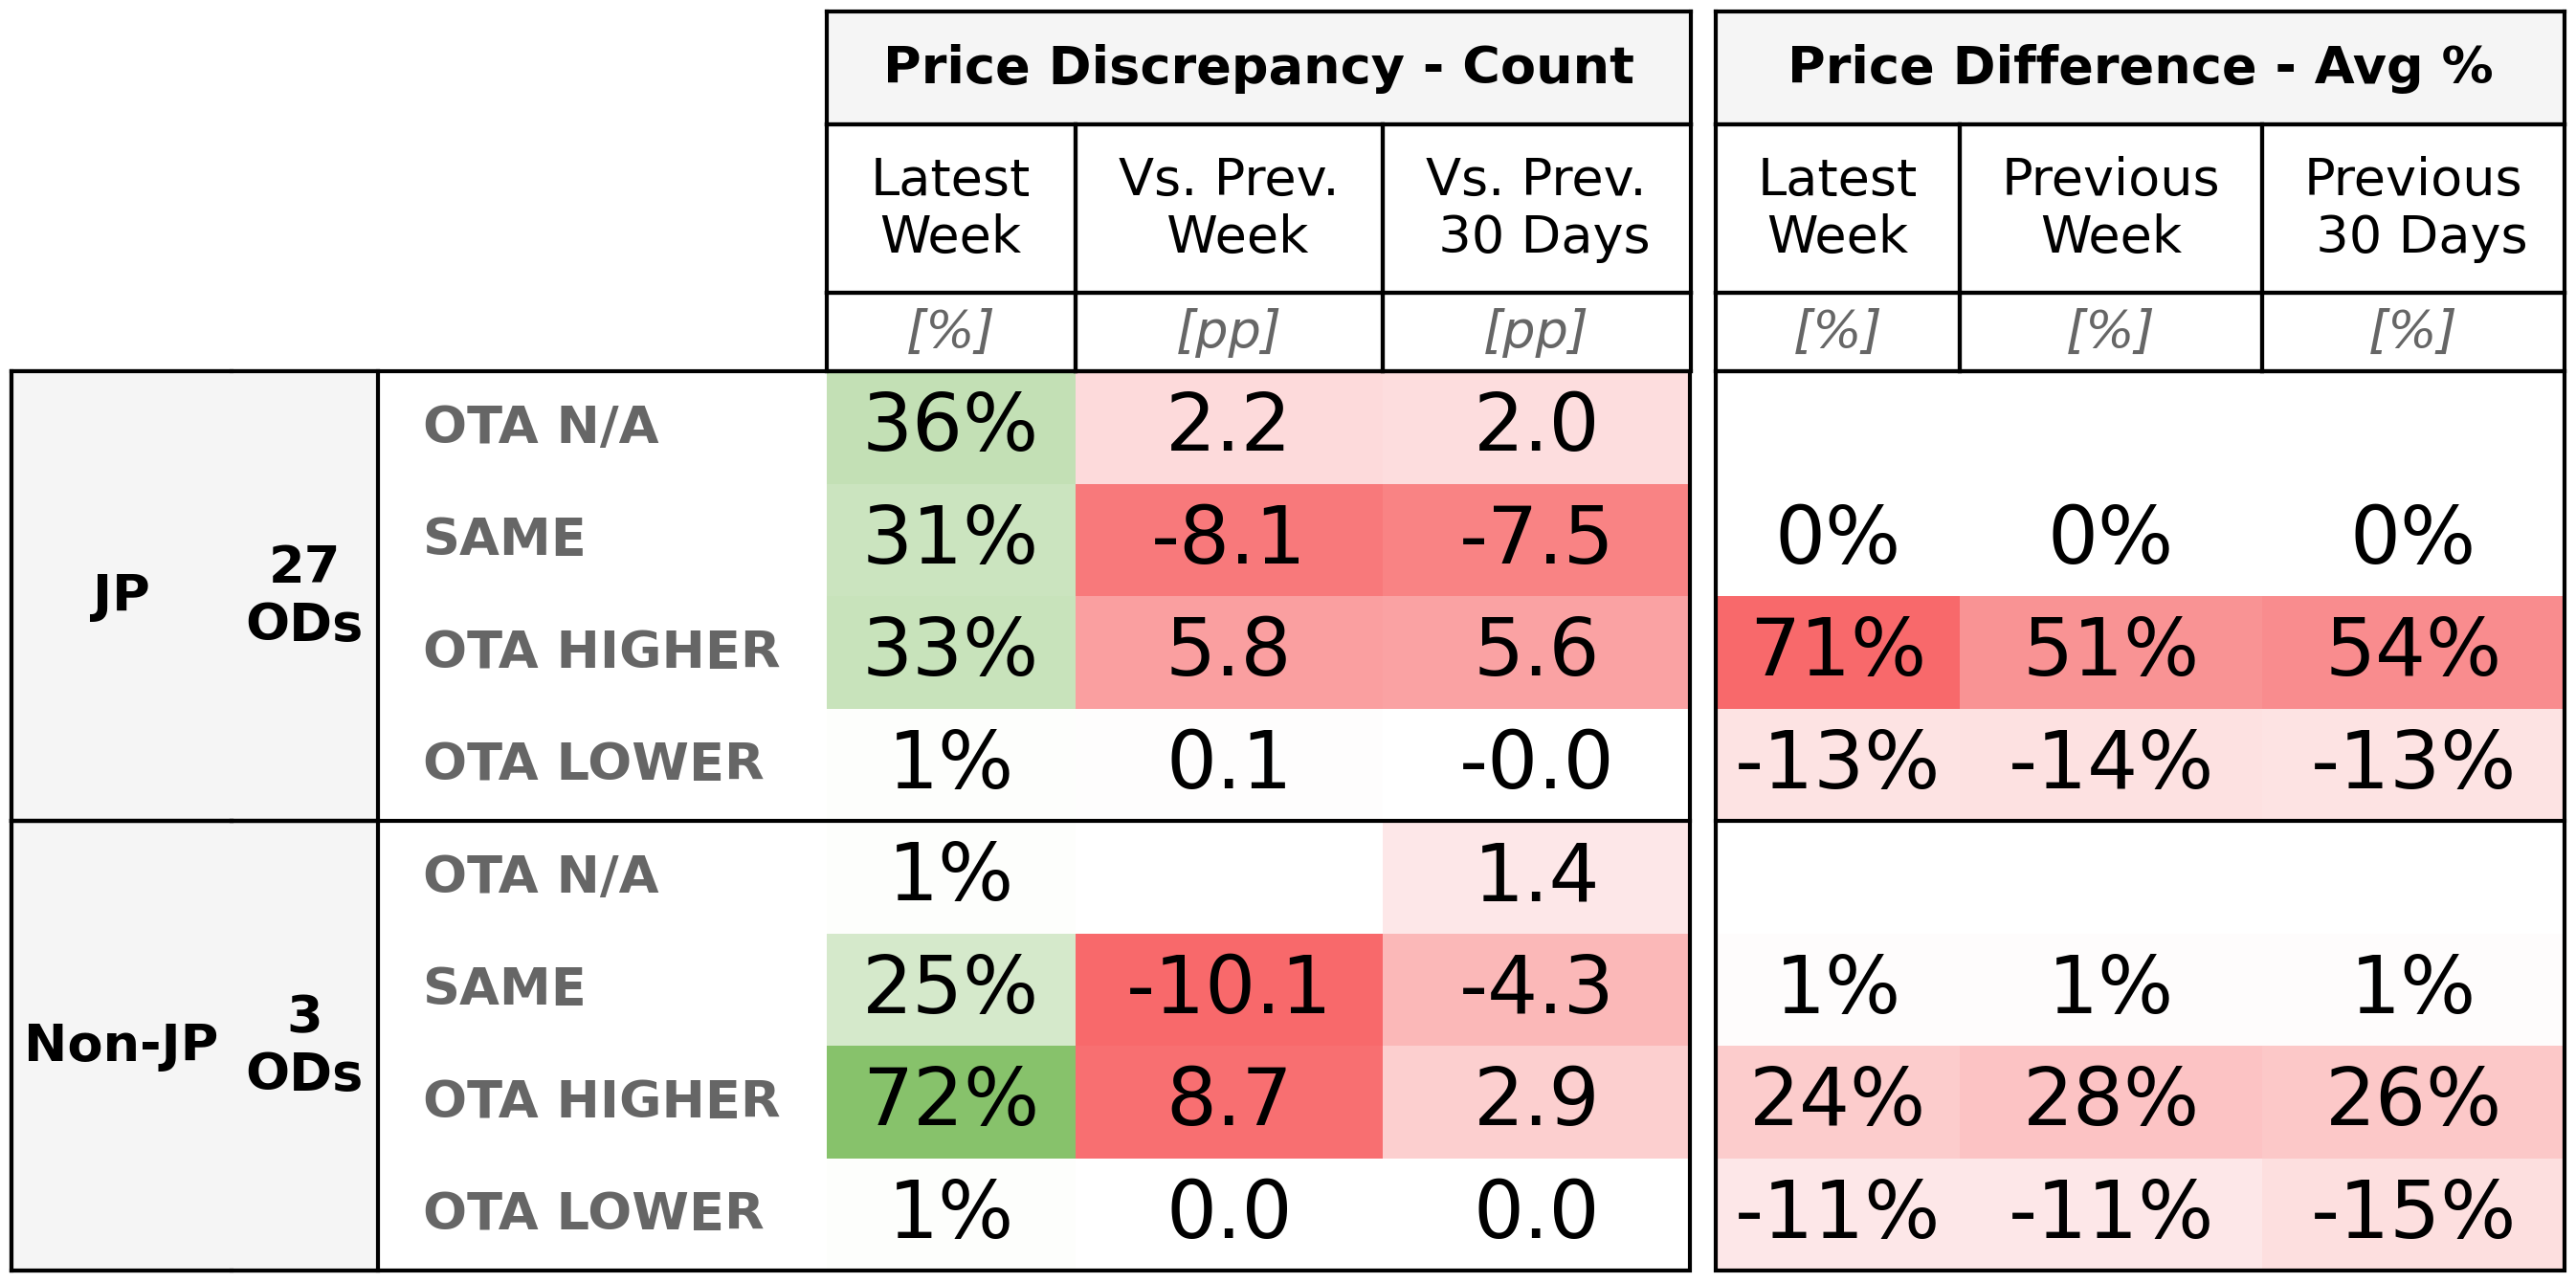 Price Discrepancy - Count
Price Difference - Avg %
Latest Week
Vs. Prev. Week
Vs. Prev. 30 Days
Latest Week
Previous Week
Previous 30 Days
[%] [pp] [pp] [%] [%] [%]
JP
27 ODs
OTA N/A 36% 2.2 2.0
SAME 31% -8.1 -7.5 0% 0% 0%
OTA HIGHER 33% 5.8 5.6 71% 51% 54%
OTA LOWER 1% 0.1 -0.0 -13% -14% -13%
Non-JP
3 ODs
OTA N/A 1% 1.4
SAME 25% -10.1 -4.3 1% 1% 1%
OTA HIGHER 72% 8.7 2.9 24% 28% 26%
OTA LOWER 1% 0.0 0.0 -11% -11% -15%